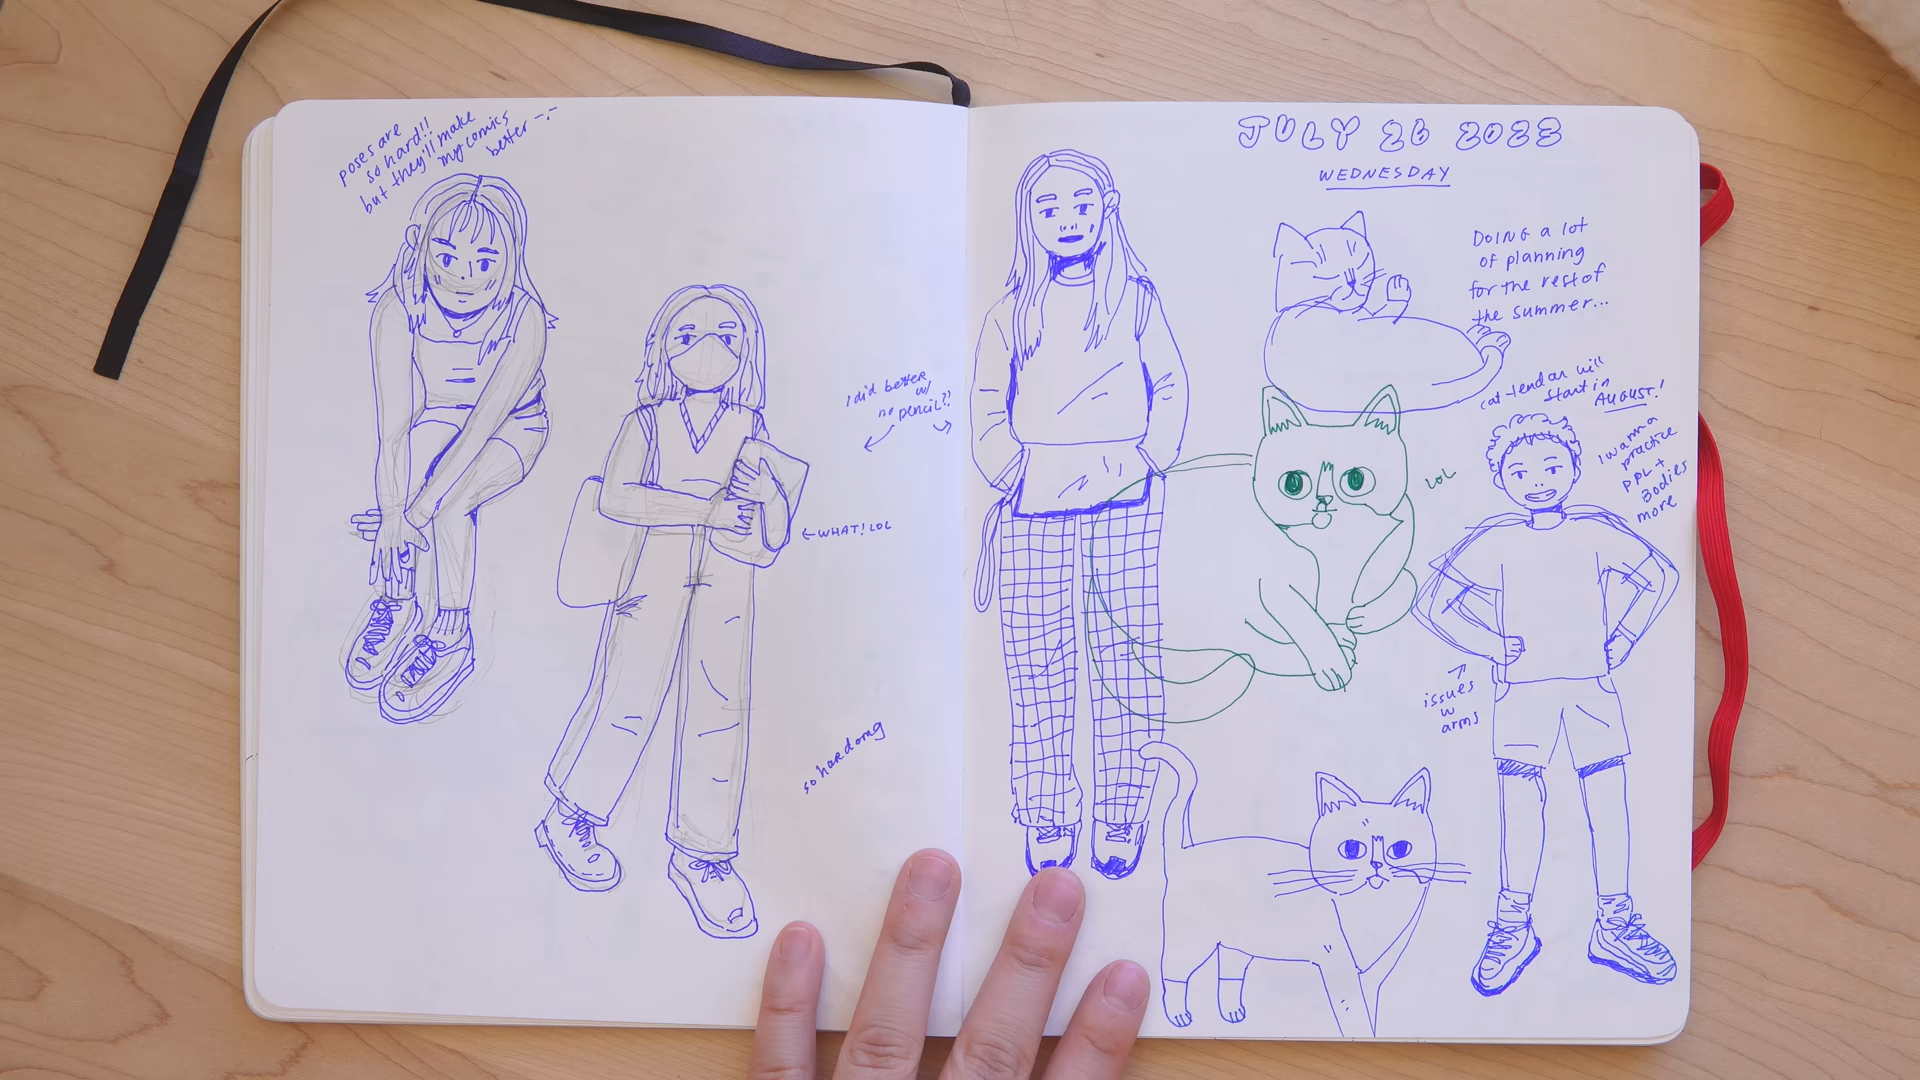 poses are
so hard!!
but they'll make
my comics
better
I did better
w/
no pencil??
←WHAT! LOL
so hard omg
JULY 26 2023
WEDNESDAY
DOING a lot
of planning
for the rest of
the summer...
cat-lendar will
start in
AUGUST!
LOL
I wanna
practice
PPL +
Bodies
more
issues
w
arms